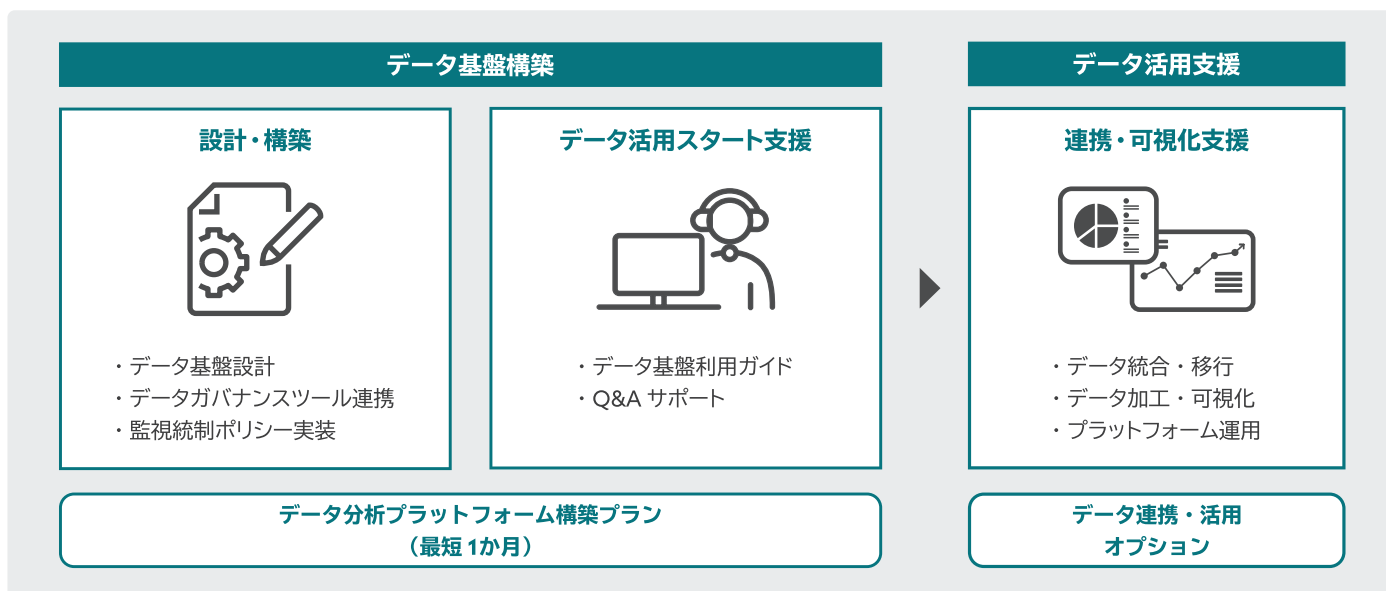 データ基盤構築
設計・構築
・データ基盤設計
・データガバナンスツール連携
・監視統制ポリシー実装
データ活用スタート支援
・データ基盤利用ガイド
・Q&A サポート
データ分析プラットフォーム構築プラン
（最短 1か月）
データ活用支援
連携・可視化支援
・データ統合・移行
・データ加工・可視化
・プラットフォーム運用
データ連携・活用
オプション